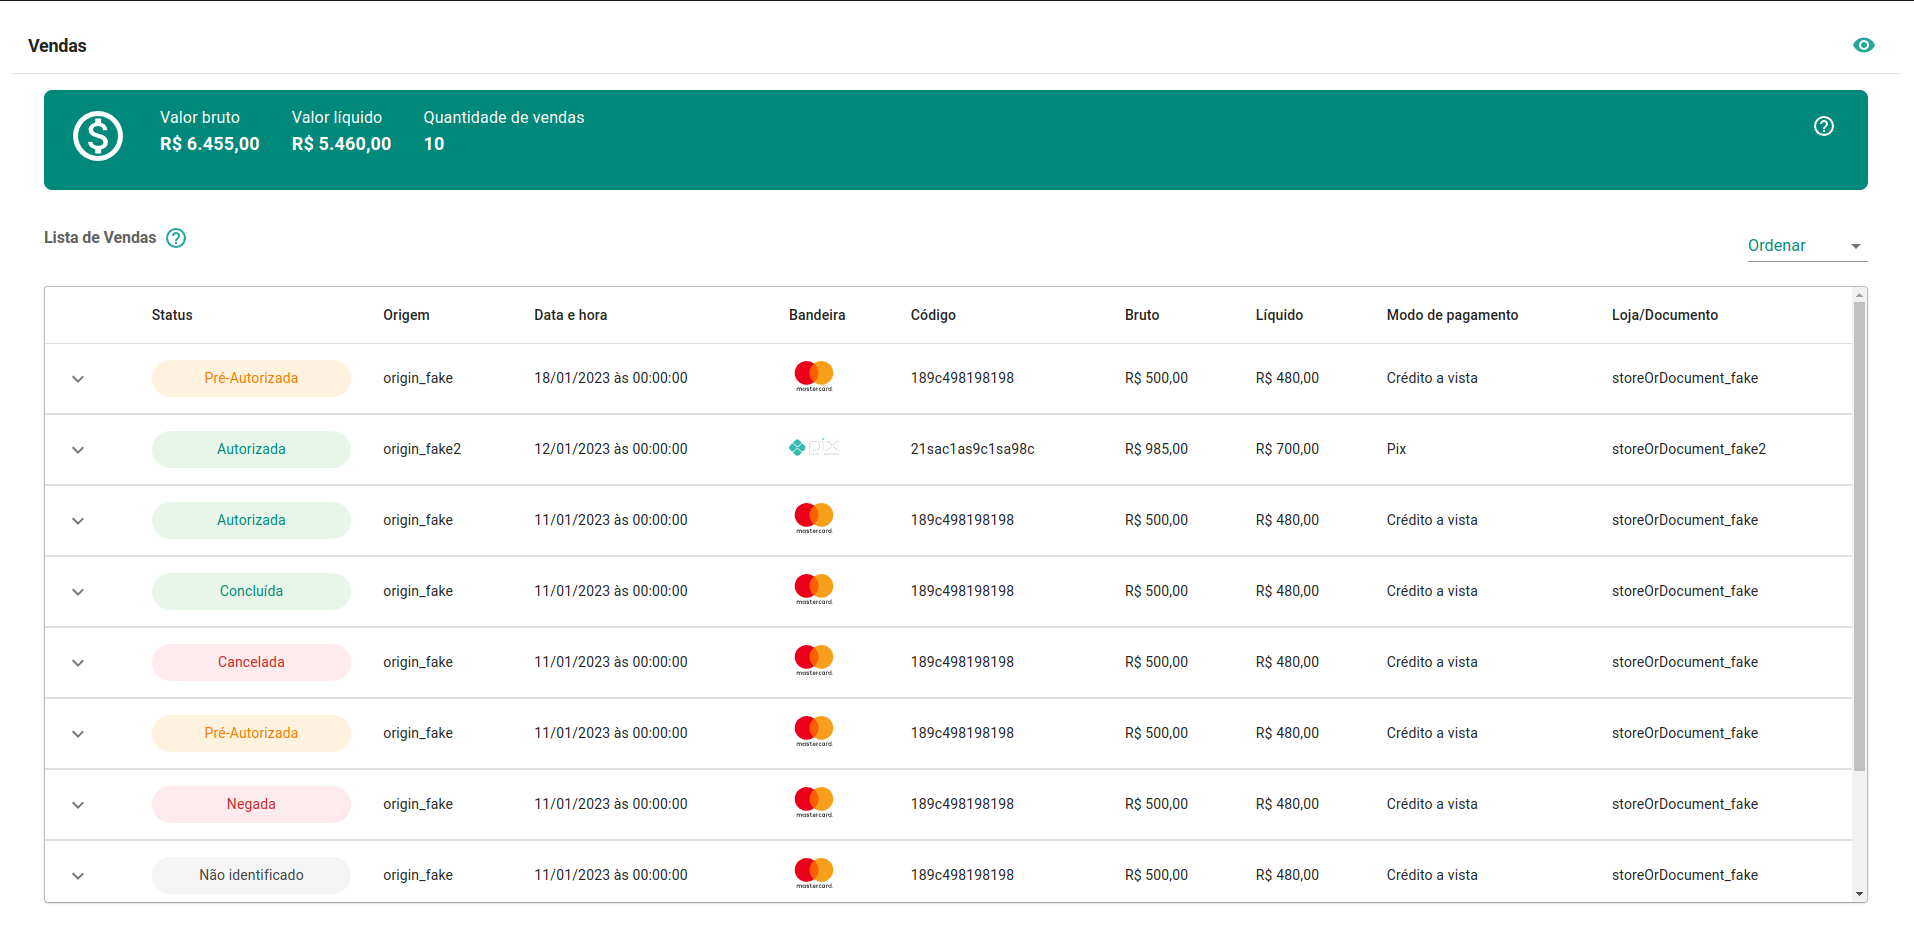 Vendas
Valor bruto Valor líquido Quantidade de vendas
R$ 6.455,00 R$ 5.460,00 10
Lista de Vendas
Ordenar
Status Origem Data e hora Bandeira Código Bruto Líquido Modo de pagamento Loja/Documento
Pré-Autorizada origin_fake 18/01/2023 às 00:00:00 mastercard. 189c498198198 R$ 500,00 R$ 480,00 Crédito a vista storeOrDocument_fake
Autorizada origin_fake2 12/01/2023 às 00:00:00 pix 21sac1as9c1sa98c R$ 985,00 R$ 700,00 Pix storeOrDocument_fake2
Autorizada origin_fake 11/01/2023 às 00:00:00 mastercard. 189c498198198 R$ 500,00 R$ 480,00 Crédito a vista storeOrDocument_fake
Concluída origin_fake 11/01/2023 às 00:00:00 mastercard. 189c498198198 R$ 500,00 R$ 480,00 Crédito a vista storeOrDocument_fake
Cancelada origin_fake 11/01/2023 às 00:00:00 mastercard. 189c498198198 R$ 500,00 R$ 480,00 Crédito a vista storeOrDocument_fake
Pré-Autorizada origin_fake 11/01/2023 às 00:00:00 mastercard. 189c498198198 R$ 500,00 R$ 480,00 Crédito a vista storeOrDocument_fake
Negada origin_fake 11/01/2023 às 00:00:00 mastercard. 189c498198198 R$ 500,00 R$ 480,00 Crédito a vista storeOrDocument_fake
Não identificado origin_fake 11/01/2023 às 00:00:00 mastercard. 189c498198198 R$ 500,00 R$ 480,00 Crédito a vista storeOrDocument_fake